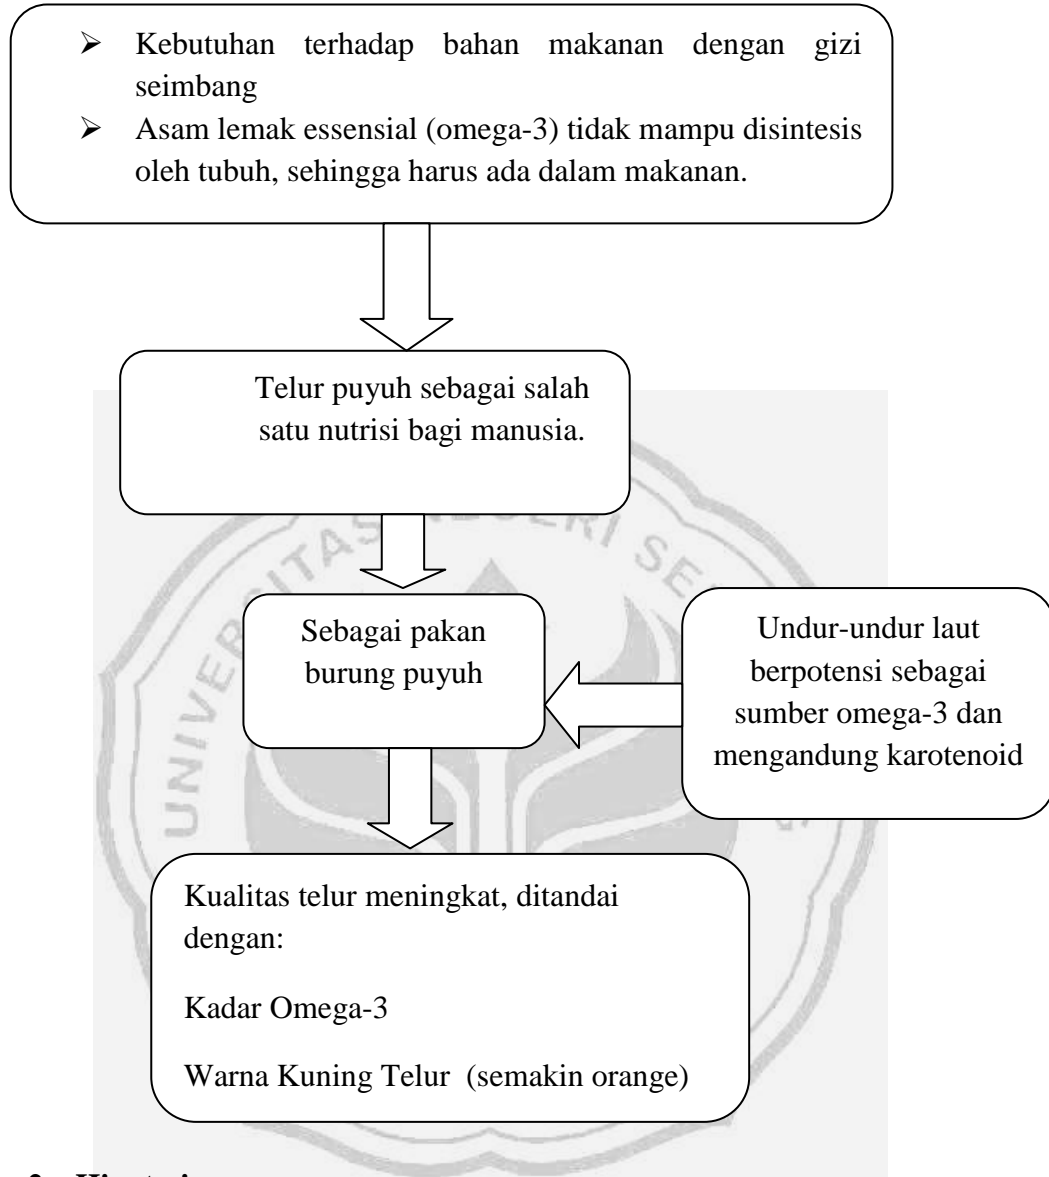 ➢ Kebutuhan terhadap bahan makanan dengan gizi
seimbang
➢ Asam lemak essensial (omega-3) tidak mampu disintesis
oleh tubuh, sehingga harus ada dalam makanan.
Telur puyuh sebagai salah
satu nutrisi bagi manusia.
Sebagai pakan
burung puyuh
Undur-undur laut
berpotensi sebagai
sumber omega-3 dan
mengandung karotenoid
Kualitas telur meningkat, ditandai
dengan:
Kadar Omega-3
Warna Kuning Telur  (semakin orange)